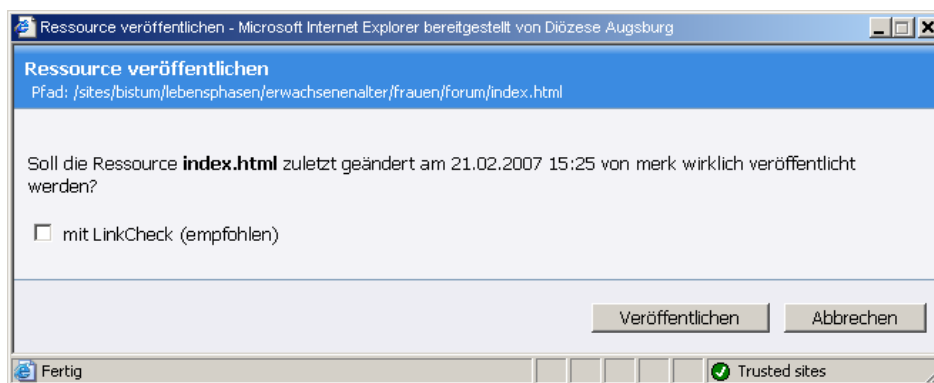 Ressource veröffentlichen - Microsoft Internet Explorer bereitgestellt von Diözese Augsburg
Ressource veröffentlichen
Pfad: /sites/bistum/lebensphasen/erwachsenenalter/frauen/forum/index.html
Soll die Ressource index.html zuletzt geändert am 21.02.2007 15:25 von merk wirklich veröffentlicht
werden?
mit LinkCheck (empfohlen)
Veröffentlichen Abbrechen
Fertig Trusted sites